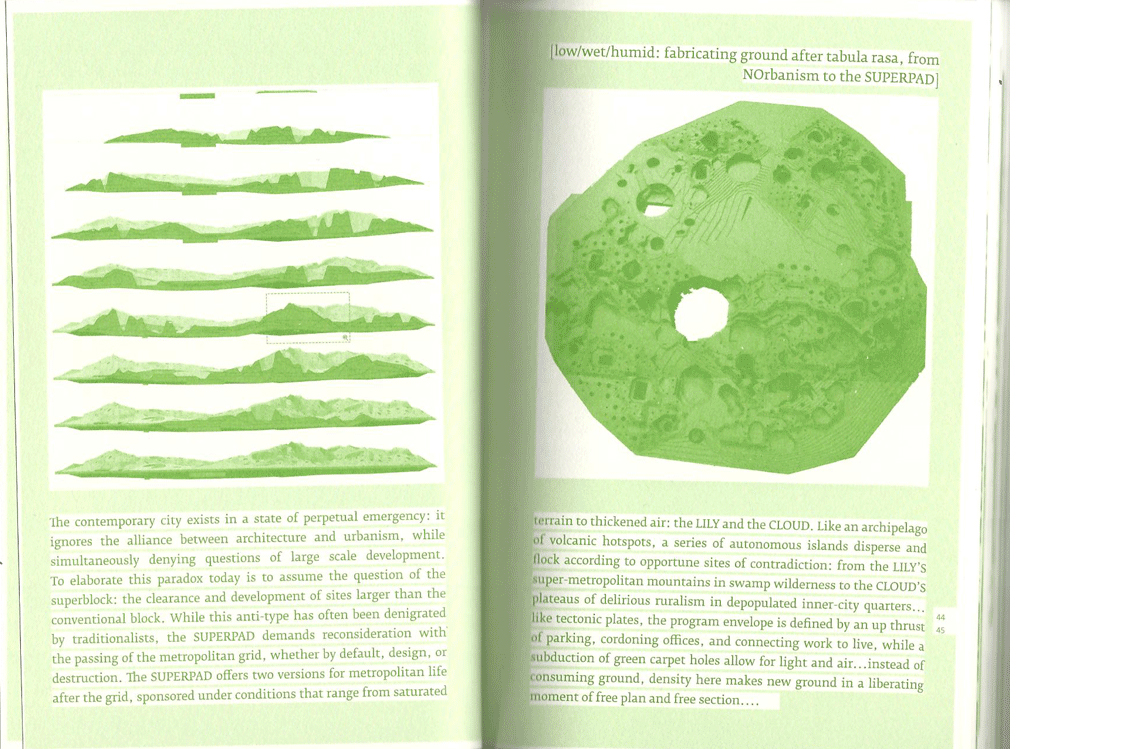 [low/wet/humid: fabricating ground after tabula rasa, from
NOrbanism to the SUPERPAD]
The contemporary city exists in a state of perpetual emergency: it
ignores the alliance between architecture and urbanism, while
simultaneously denying questions of large scale development.
To elaborate this paradox today is to assume the question of the
superblock: the clearance and development of sites larger than the
conventional block. While this anti-type has often been denigrated
by traditionalists, the SUPERPAD demands reconsideration with
the passing of the metropolitan grid, whether by default, design, or
destruction. The SUPERPAD offers two versions for metropolitan life
after the grid, sponsored under conditions that range from saturated
terrain to thickened air: the LILY and the CLOUD. Like an archipelago
of volcanic hotspots, a series of autonomous islands disperse and
flock according to opportune sites of contradiction: from the LILY'S
super-metropolitan mountains in swamp wilderness to the CLOUD'S
plateaus of delirious ruralism in depopulated inner-city quarters...
like tectonic plates, the program envelope is defined by an up thrust
of parking, cordoning offices, and connecting work to live, while a
subduction of green carpet holes allow for light and air...instead of
consuming ground, density here makes new ground in a liberating
moment of free plan and free section....
44
45